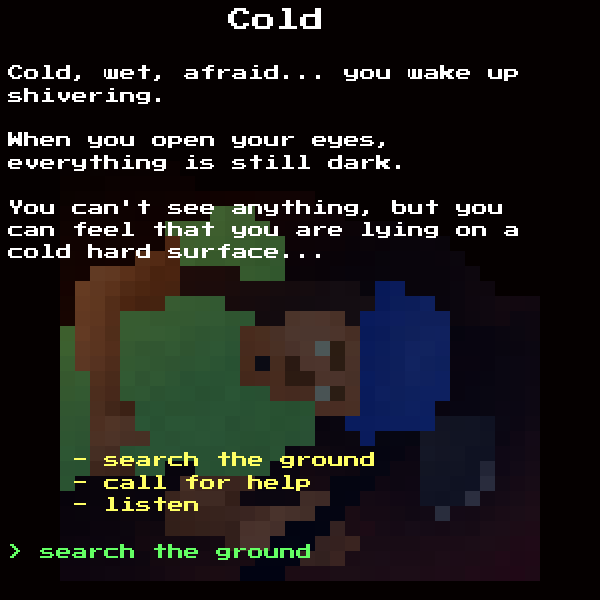 Cold
Cold, wet, afraid... you wake up
shivering.
When you open your eyes,
everything is still dark.
You can't see anything, but you
can feel that you are lying on a
cold hard surface...
- search the ground
- call for help
- listen
> search the ground